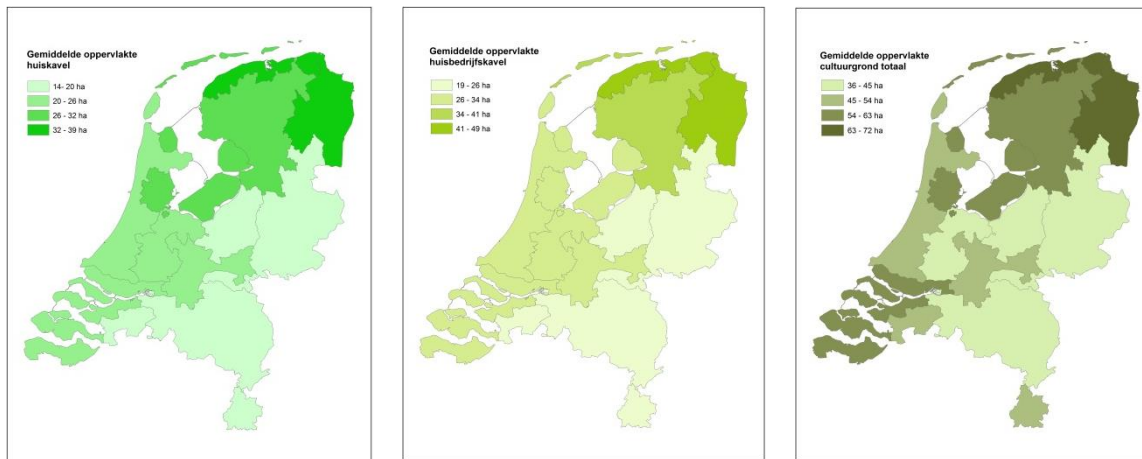 Gemiddelde oppervlakte
huiskavel
14- 20 ha
20 - 26 ha
26 - 32 ha
32 - 39 ha
Gemiddelde oppervlakte
huisbedrijfskavel
19 - 26 ha
26 - 34 ha
34 - 41 ha
41 - 49 ha
Gemiddelde oppervlakte
cultuurgrond totaal
36 - 45 ha
45 - 54 ha
54 - 63 ha
63 - 72 ha